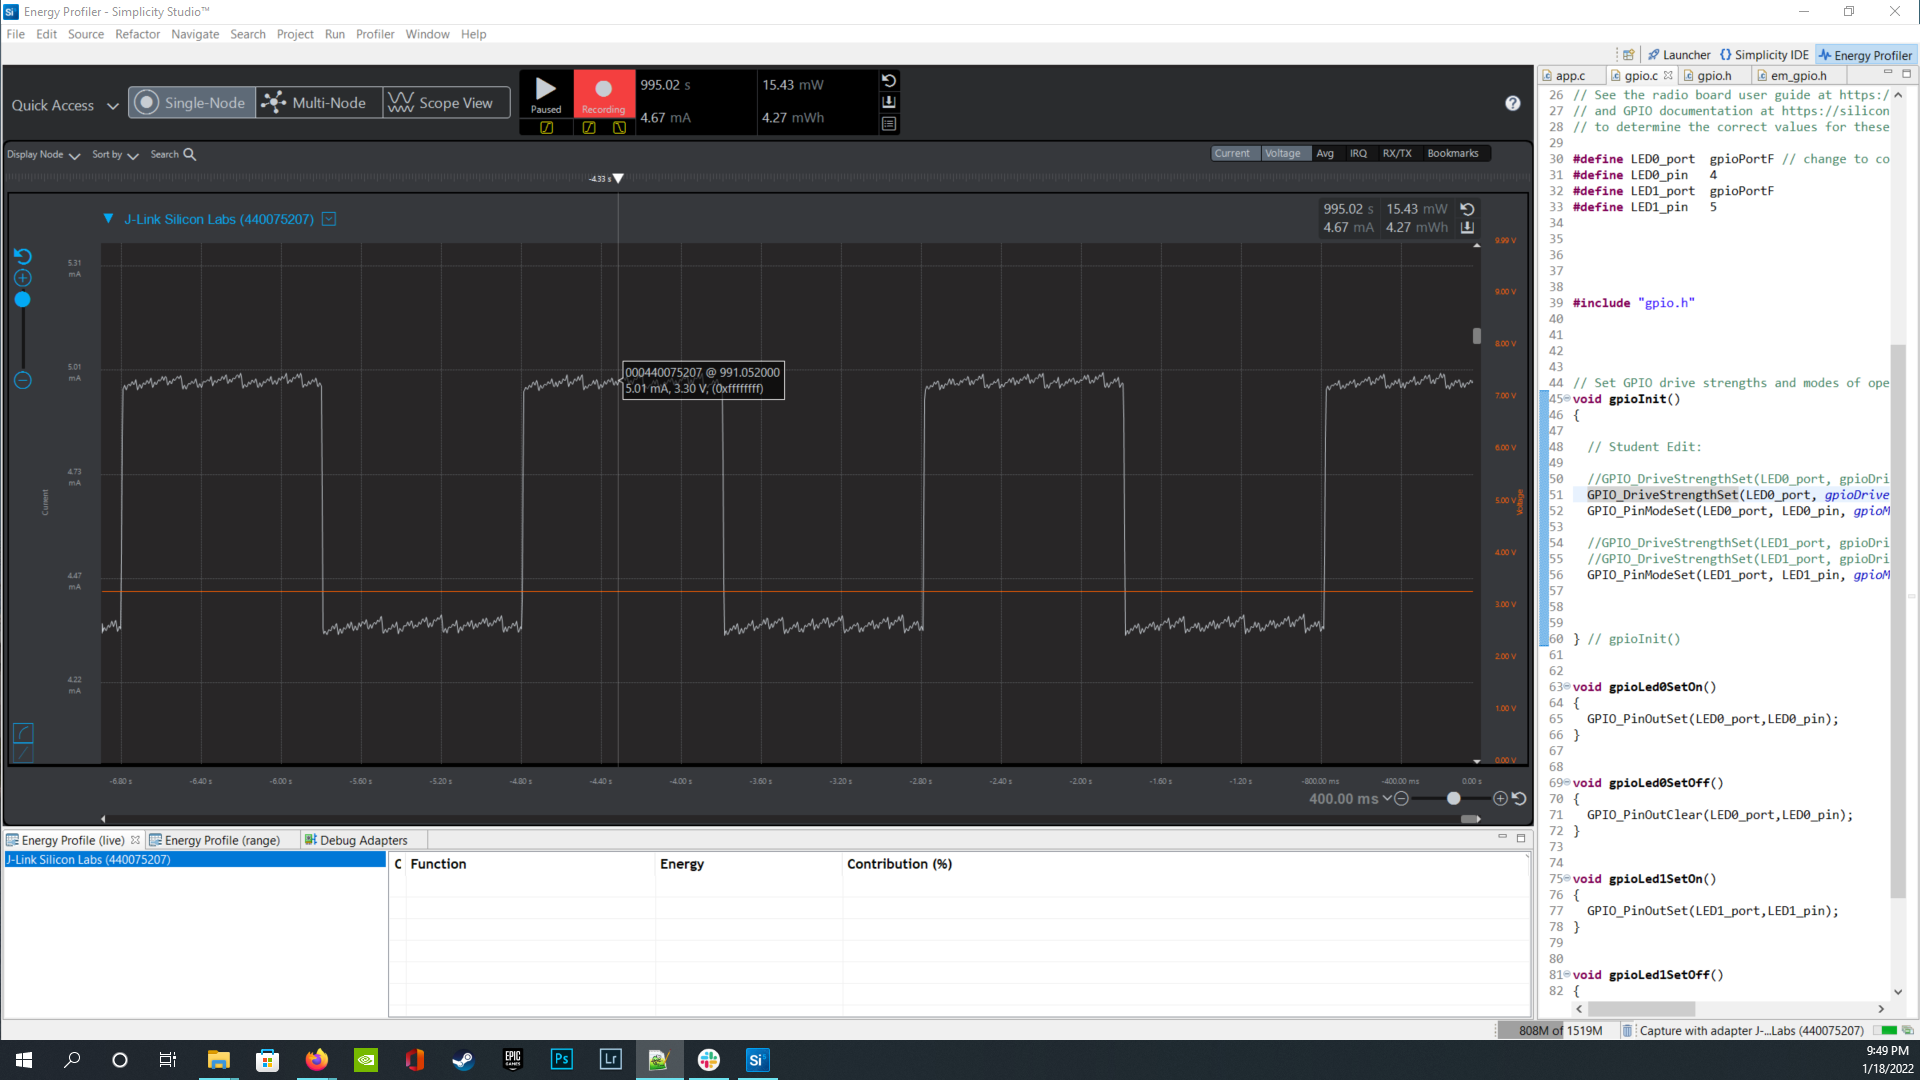 Energy Profiler - Simplicity Studio™
File Edit Source Refactor Navigate Search Project Run Profiler Window Help
Launcher {} Simplicity IDE Energy Profiler
Quick Access Single-Node Multi-Node Scope View
Paused Recording
995.02 s 15.43 mW
4.67 mA 4.27 mWh
Display Node Sort by Search
Current Voltage Avg IRQ RX/TX Bookmarks
-4.33 s
J-Link Silicon Labs (440075207)
995.02 s 15.43 mW
4.67 mA 4.27 mWh
5.31 mA
5.01 mA
4.73 mA
4.47 mA
4.22 mA
Current
000440075207 @ 991.052000
5.01 mA, 3.30 V, (0xffffffff)
9.99 V
9.00 V
8.00 V
7.00 V
6.00 V
5.00 V
4.00 V
3.00 V
2.00 V
1.00 V
0.00 V
Voltage
-6.80 s -6.40 s -6.00 s -5.60 s -5.20 s -4.80 s -4.40 s -4.00 s -3.60 s -3.20 s -2.80 s -2.40 s -2.00 s -1.60 s -1.20 s -800.00 ms -400.00 ms 0.00 s
400.00 ms
Energy Profile (live) Energy Profile (range) Debug Adapters
J-Link Silicon Labs (440075207)
C Function Energy Contribution (%)
app.c gpio.c gpio.h em_gpio.h
26 // See the radio board user guide at https:/
27 // and GPIO documentation at https://silicon
28 // to determine the correct values for these
29
30 #define LED0_port gpioPortF // change to co
31 #define LED0_pin 4
32 #define LED1_port gpioPortF
33 #define LED1_pin 5
34
35
36
37
38
39 #include "gpio.h"
40
41
42
43
44 // Set GPIO drive strengths and modes of ope
45 void gpioInit()
46 {
47
48 // Student Edit:
49
50 //GPIO_DriveStrengthSet(LED0_port, gpioDri
51 GPIO_DriveStrengthSet(LED0_port, gpioDrive
52 GPIO_PinModeSet(LED0_port, LED0_pin, gpioM
53
54 //GPIO_DriveStrengthSet(LED1_port, gpioDri
55 //GPIO_DriveStrengthSet(LED1_port, gpioDri
56 GPIO_PinModeSet(LED1_port, LED1_pin, gpioM
57
58
59
60 } // gpioInit()
61
62
63 void gpioLed0SetOn()
64 {
65 GPIO_PinOutSet(LED0_port,LED0_pin);
66 }
67
68
69 void gpioLed0SetOff()
70 {
71 GPIO_PinOutClear(LED0_port,LED0_pin);
72 }
73
74
75 void gpioLed1SetOn()
76 {
77 GPIO_PinOutSet(LED1_port,LED1_pin);
78 }
79
80
81 void gpioLed1SetOff()
82 {
808M of 1519M Capture with adapter J-...Labs (440075207)
EPIC GAMES Ps Lr Si
9:49 PM
1/18/2022